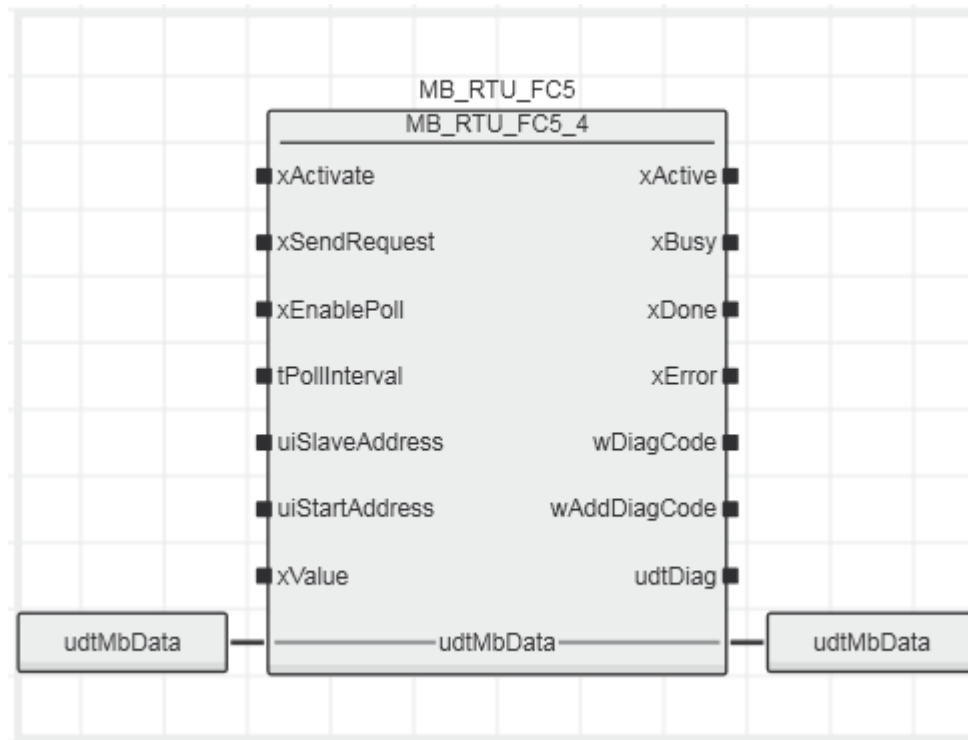 MB_RTU_FC5
MB_RTU_FC5_4
xActivate xActive
xSendRequest xBusy
xEnablePoll xDone
tPollInterval xError
uiSlaveAddress wDiagCode
uiStartAddress wAddDiagCode
xValue udtDiag
udtMbData udtMbData udtMbData